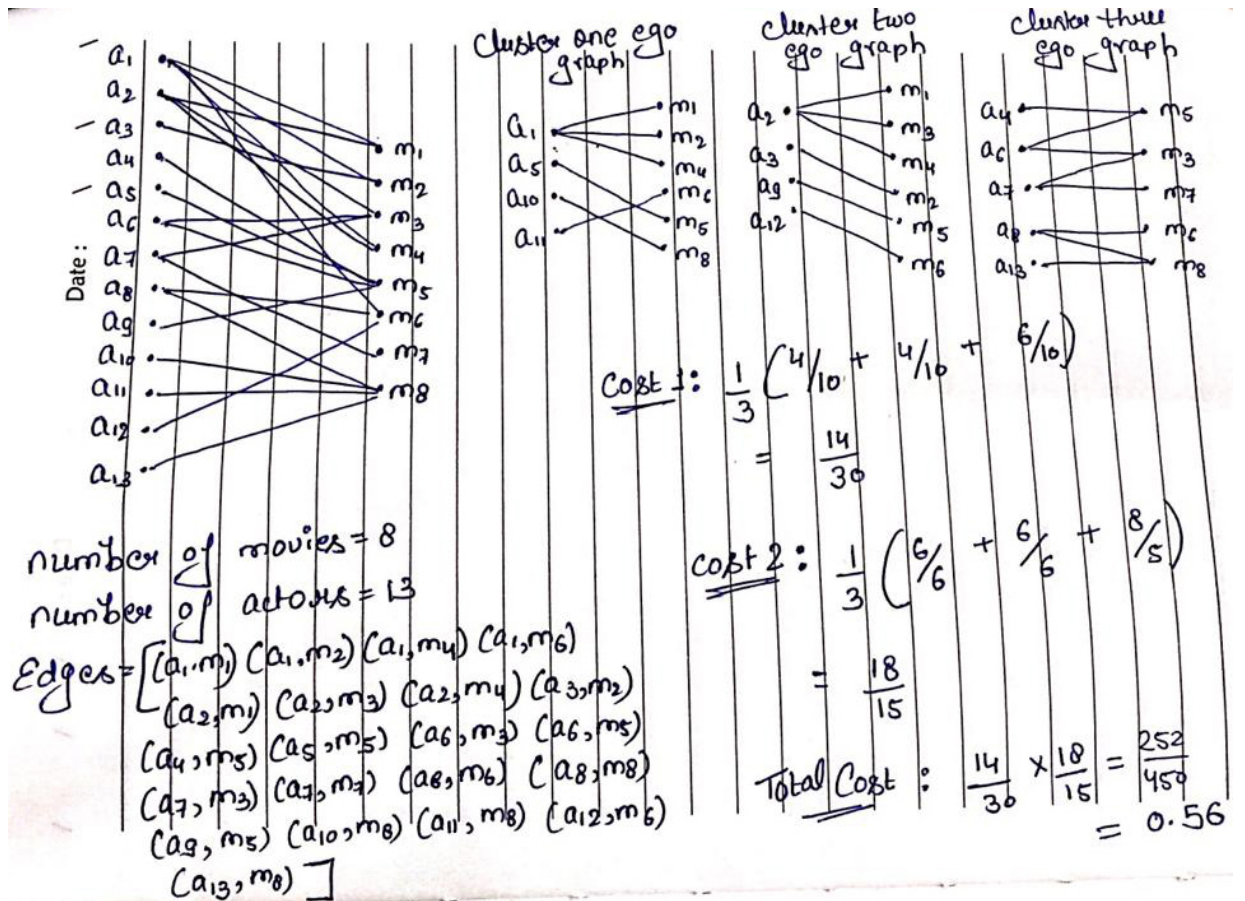 Date:
a1
a2
a3
a4
a5
a6
a7
a8
a9
a10
a11
a12
a13
m1
m2
m3
m4
m5
m6
m7
m8
Cluster one ego
graph
a1
a5
a10
a11
m1
m2
m4
m6
m5
m8
cluster two
ego graph
a2
a3
a9
a12
m1
m3
m4
m2
m5
m6
cluster three
ego graph
a4
a6
a7
a8
a13
m5
m3
m7
m6
m8
Cost 1: 1/3 (4/10 + 4/10 + 6/10)
= 14/30
number of movies = 8
number of actors = 13
Edges = [(a1,m1) (a1,m2) (a1,m4) (a1,m6)
(a2,m1) (a2,m3) (a2,m4) (a3,m2)
(a4,m5) (a5,m5) (a6,m3) (a6,m5)
(a7,m3) (a7,m7) (a8,m6) (a8,m8)
(a9,m5) (a10,m8) (a11,m8) (a12,m6)
(a13,m8)]
cost 2: 1/3 (6/6 + 6/6 + 8/5)
= 18/15
Total Cost: 14/30 × 18/15 = 252/450
= 0.56